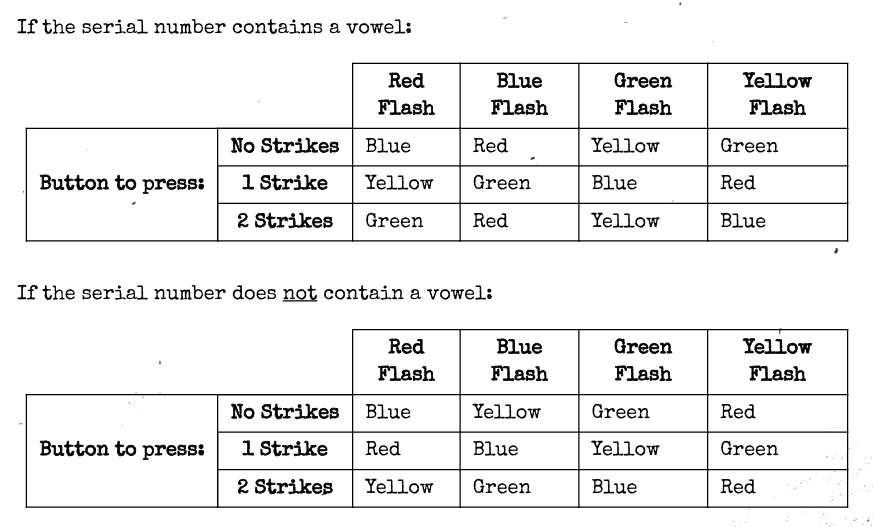 If the serial number contains a vowel:
Red Flash Blue Flash Green Flash Yellow Flash
Button to press: No Strikes Blue Red Yellow Green
1 Strike Yellow Green Blue Red
2 Strikes Green Red Yellow Blue
If the serial number does not contain a vowel:
Red Flash Blue Flash Green Flash Yellow Flash
Button to press: No Strikes Blue Yellow Green Red
1 Strike Red Blue Yellow Green
2 Strikes Yellow Green Blue Red